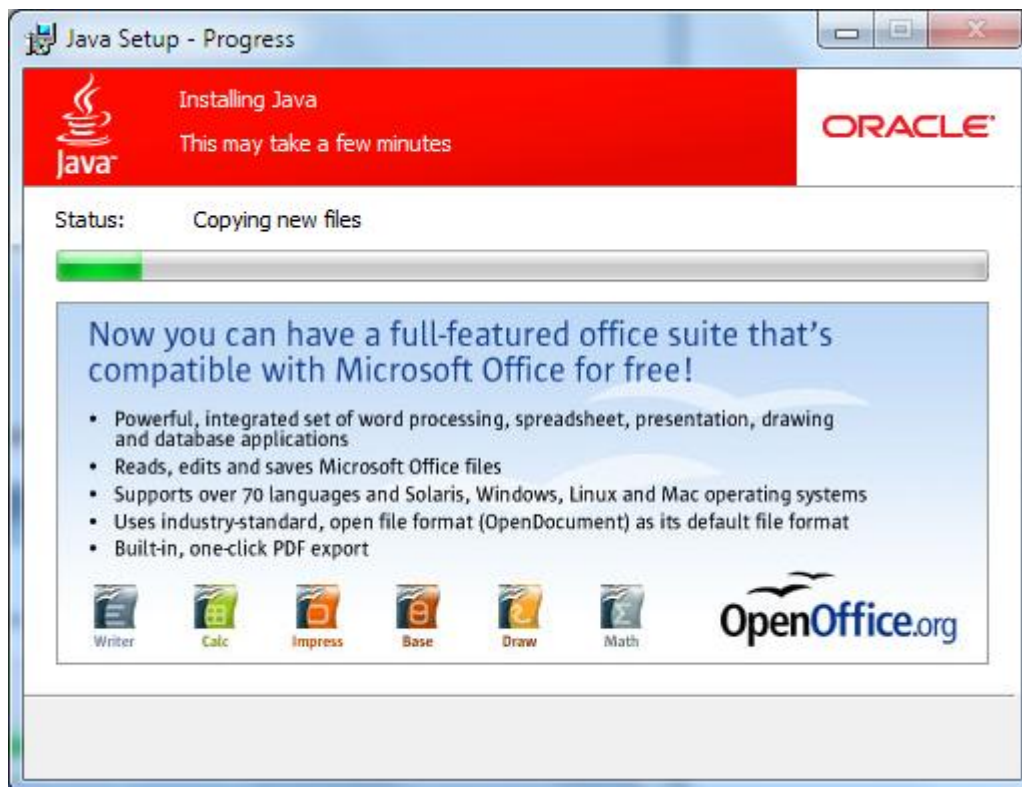 Java Setup - Progress
Installing Java
This may take a few minutes
Java™
ORACLE®
Status: Copying new files
Now you can have a full-featured office suite that's
compatible with Microsoft Office for free!
• Powerful, integrated set of word processing, spreadsheet, presentation, drawing
and database applications
• Reads, edits and saves Microsoft Office files
• Supports over 70 languages and Solaris, Windows, Linux and Mac operating systems
• Uses industry-standard, open file format (OpenDocument) as its default file format
• Built-in, one-click PDF export
Writer Calc Impress Base Draw Math
OpenOffice.org